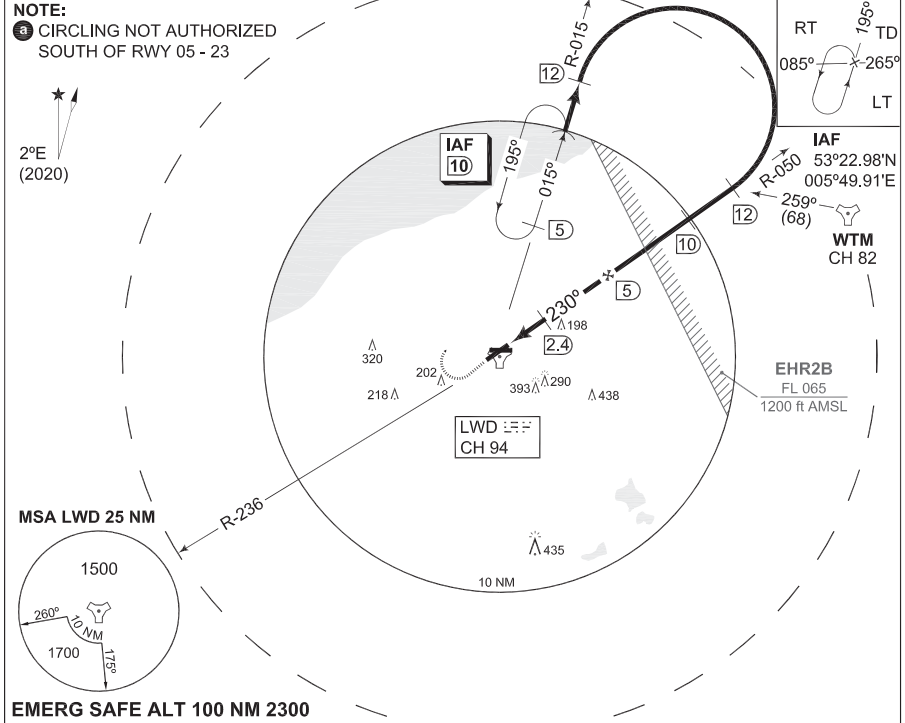 NOTE:
a CIRCLING NOT AUTHORIZED
SOUTH OF RWY 05 - 23
2ºE
(2020)
R-015
12
IAF
10
195º
015º
5
RT
195º
TD
085º
265º
LT
IAF
53º22.98'N
005º49.91'E
R-050
259º
(68)
WTM
CH 82
12
10
5
230º
2.4
198
320
202
218
393
290
438
EHR2B
FL 065
1200 ft AMSL
LWD
CH 94
R-236
435
10 NM
MSA LWD 25 NM
1500
260º
10 NM
1700
175º
EMERG SAFE ALT 100 NM 2300